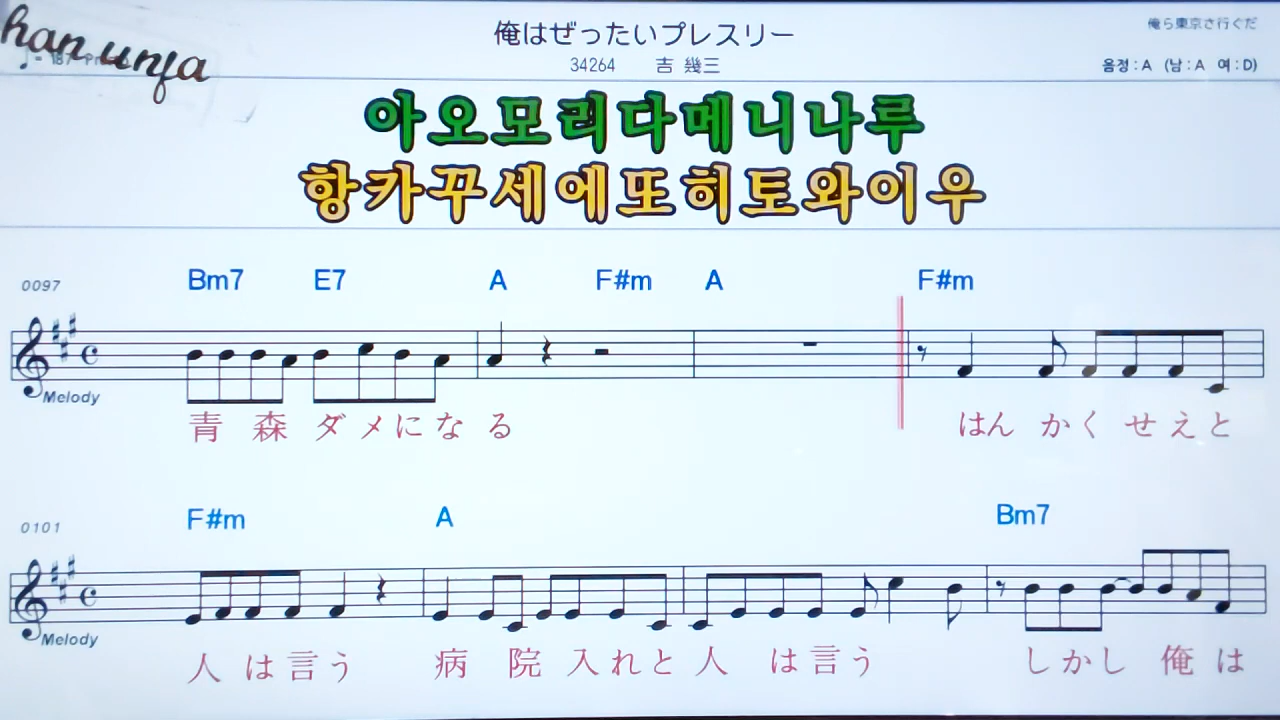 han unfa
俺はぜったいプレスリー
俺ら東京さ行ぐだ
34264 吉 幾三
음정:A (남:A 여:D)
아오모리다메니나루
항카꾸세에또히토와이우
0097 Bm7 E7 A F#m A F#m
Melody
青 森 ダ メ に な る はん か く せ え と
0101 F#m A Bm7
Melody
人 は 言 う 病 院 入 れ と 人 は 言 う し か し 俺 は